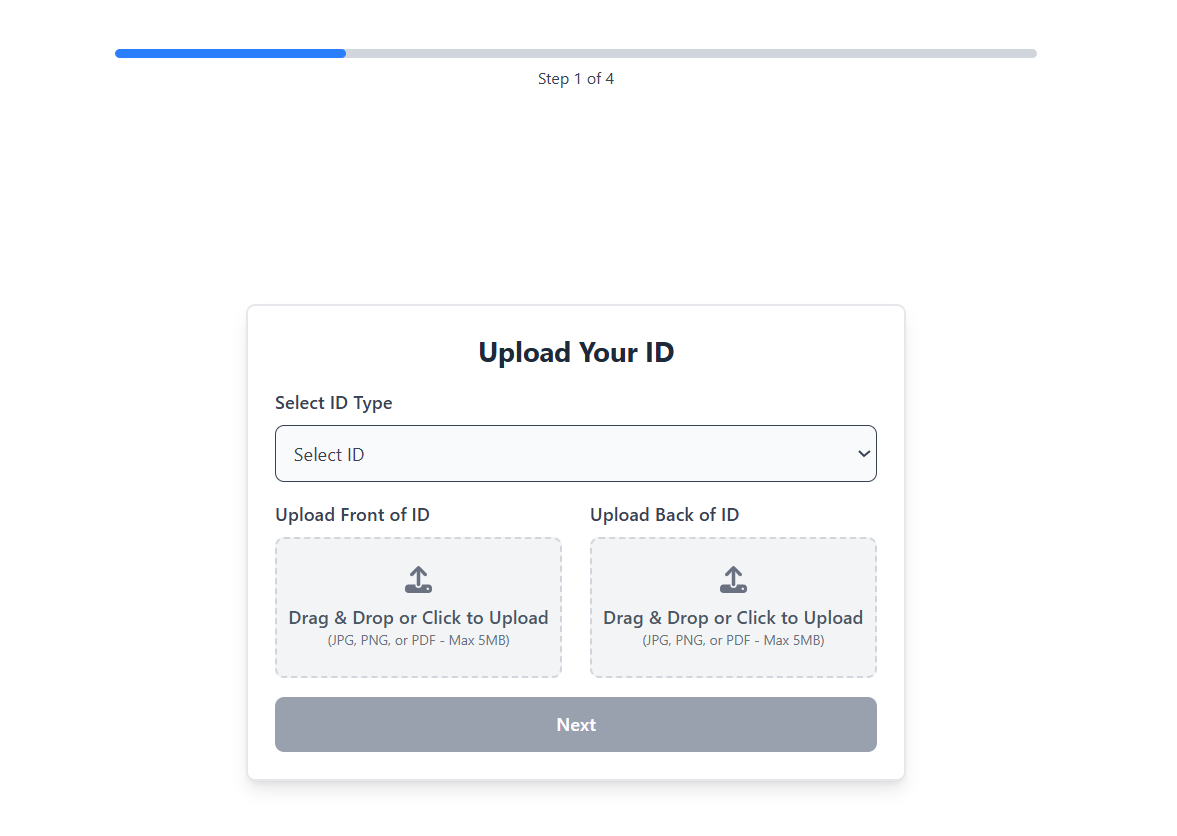 Step 1 of 4
Upload Your ID
Select ID Type
Select ID
Upload Front of ID
Drag & Drop or Click to Upload
(JPG, PNG, or PDF - Max 5MB)
Upload Back of ID
Drag & Drop or Click to Upload
(JPG, PNG, or PDF - Max 5MB)
Next